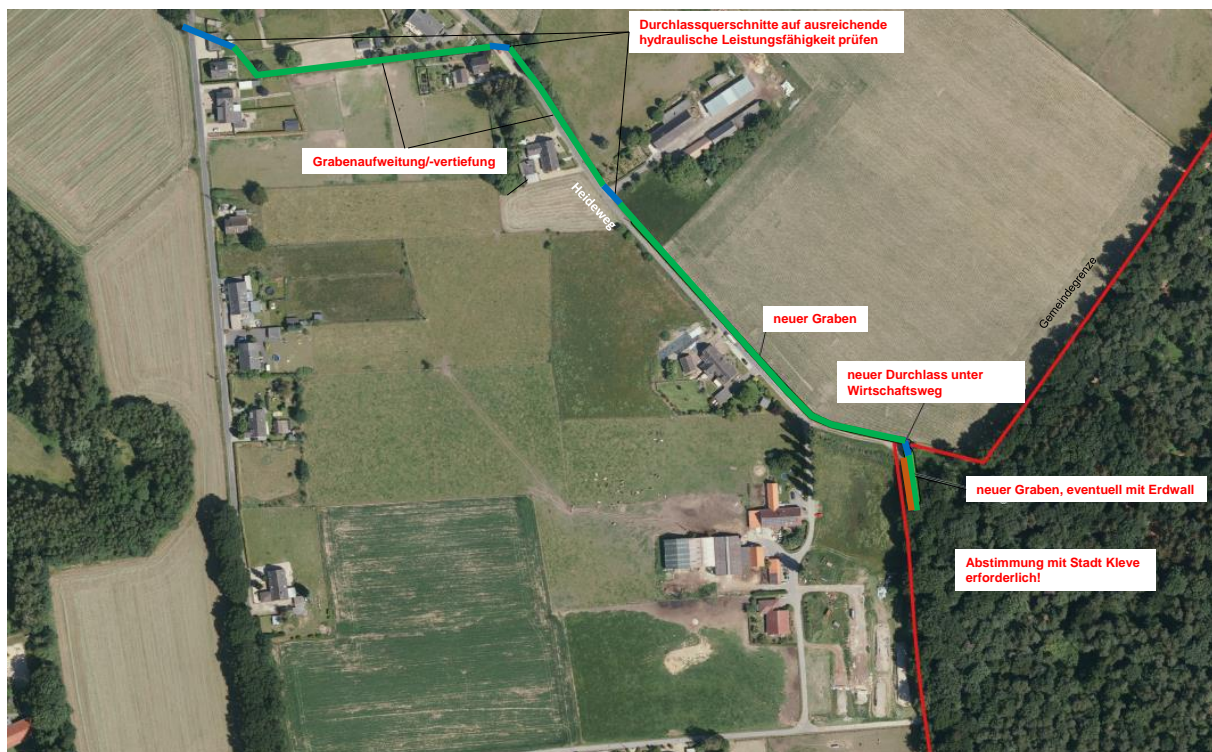 Durchlassquerschnitte auf ausreichende
hydraulische Leistungsfähigkeit prüfen
Grabenaufweitung/-vertiefung
Heideweg
Gemeindegrenze
neuer Graben
neuer Durchlass unter
Wirtschaftsweg
neuer Graben, eventuell mit Erdwall
Abstimmung mit Stadt Kleve
erforderlich!